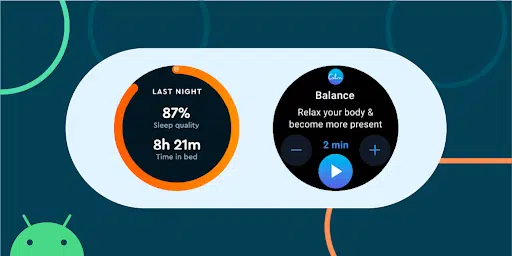 LAST NIGHT
87%
Sleep quality
8h 21m
Time in bed
Calm
Balance
Relax your body &
become more present
2 min